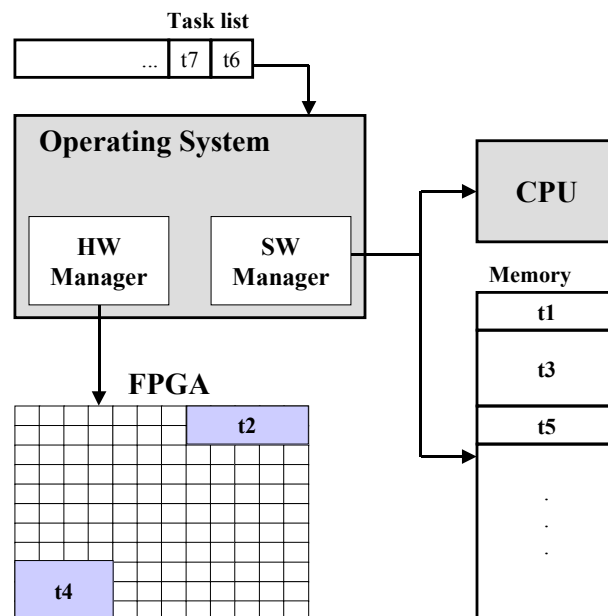 Task list
... t7 t6
Operating System
HW
Manager
SW
Manager
CPU
Memory
t1
t3
t5
.
.
.
FPGA
t2
t4